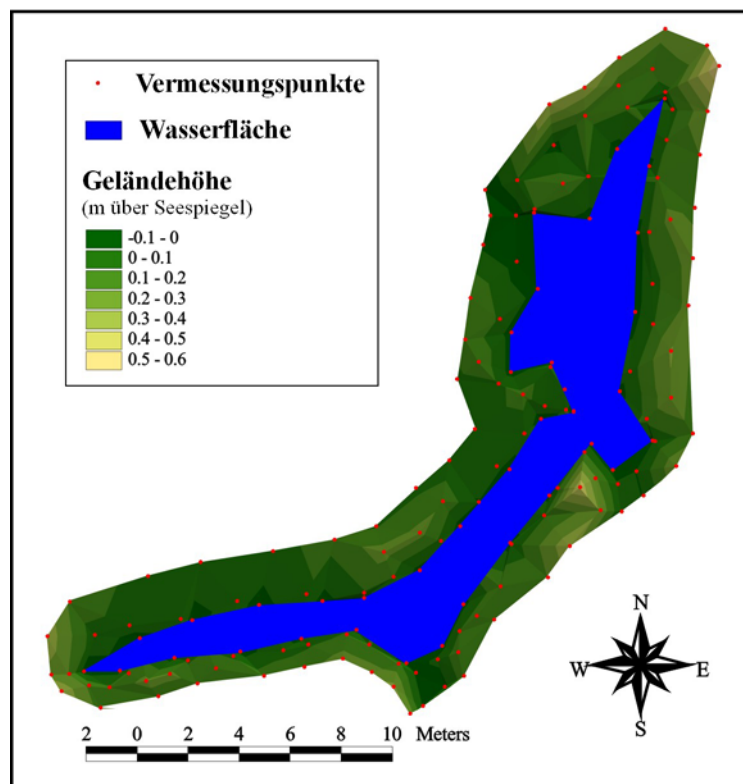 Vermessungspunkte
Wasserfläche
Geländehöhe
(m über Seespiegel)
-0.1 - 0
0 - 0.1
0.1 - 0.2
0.2 - 0.3
0.3 - 0.4
0.4 - 0.5
0.5 - 0.6
N
W E
S
2 0 2 4 6 8 10 Meters